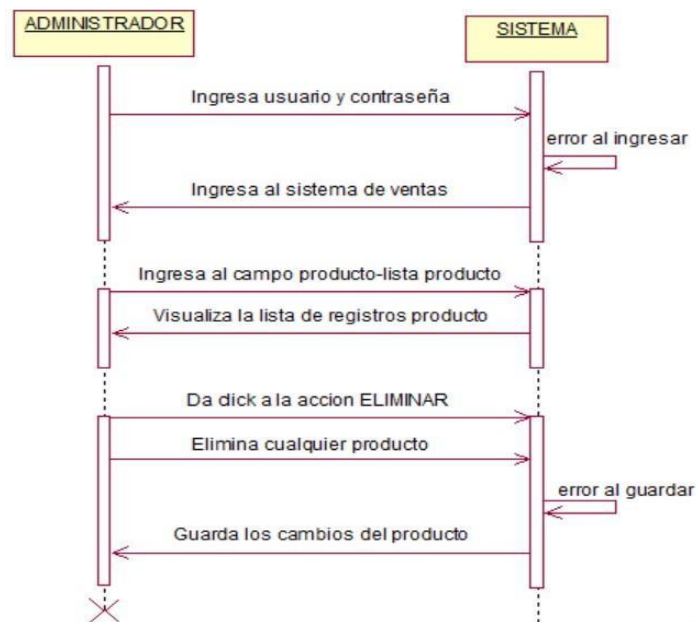 ADMINISTRADOR
SISTEMA
Ingresa usuario y contraseña
error al ingresar
Ingresa al sistema de ventas
Ingresa al campo producto-lista producto
Visualiza la lista de registros producto
Da click a la accion ELIMINAR
Elimina cualquier producto
error al guardar
Guarda los cambios del producto